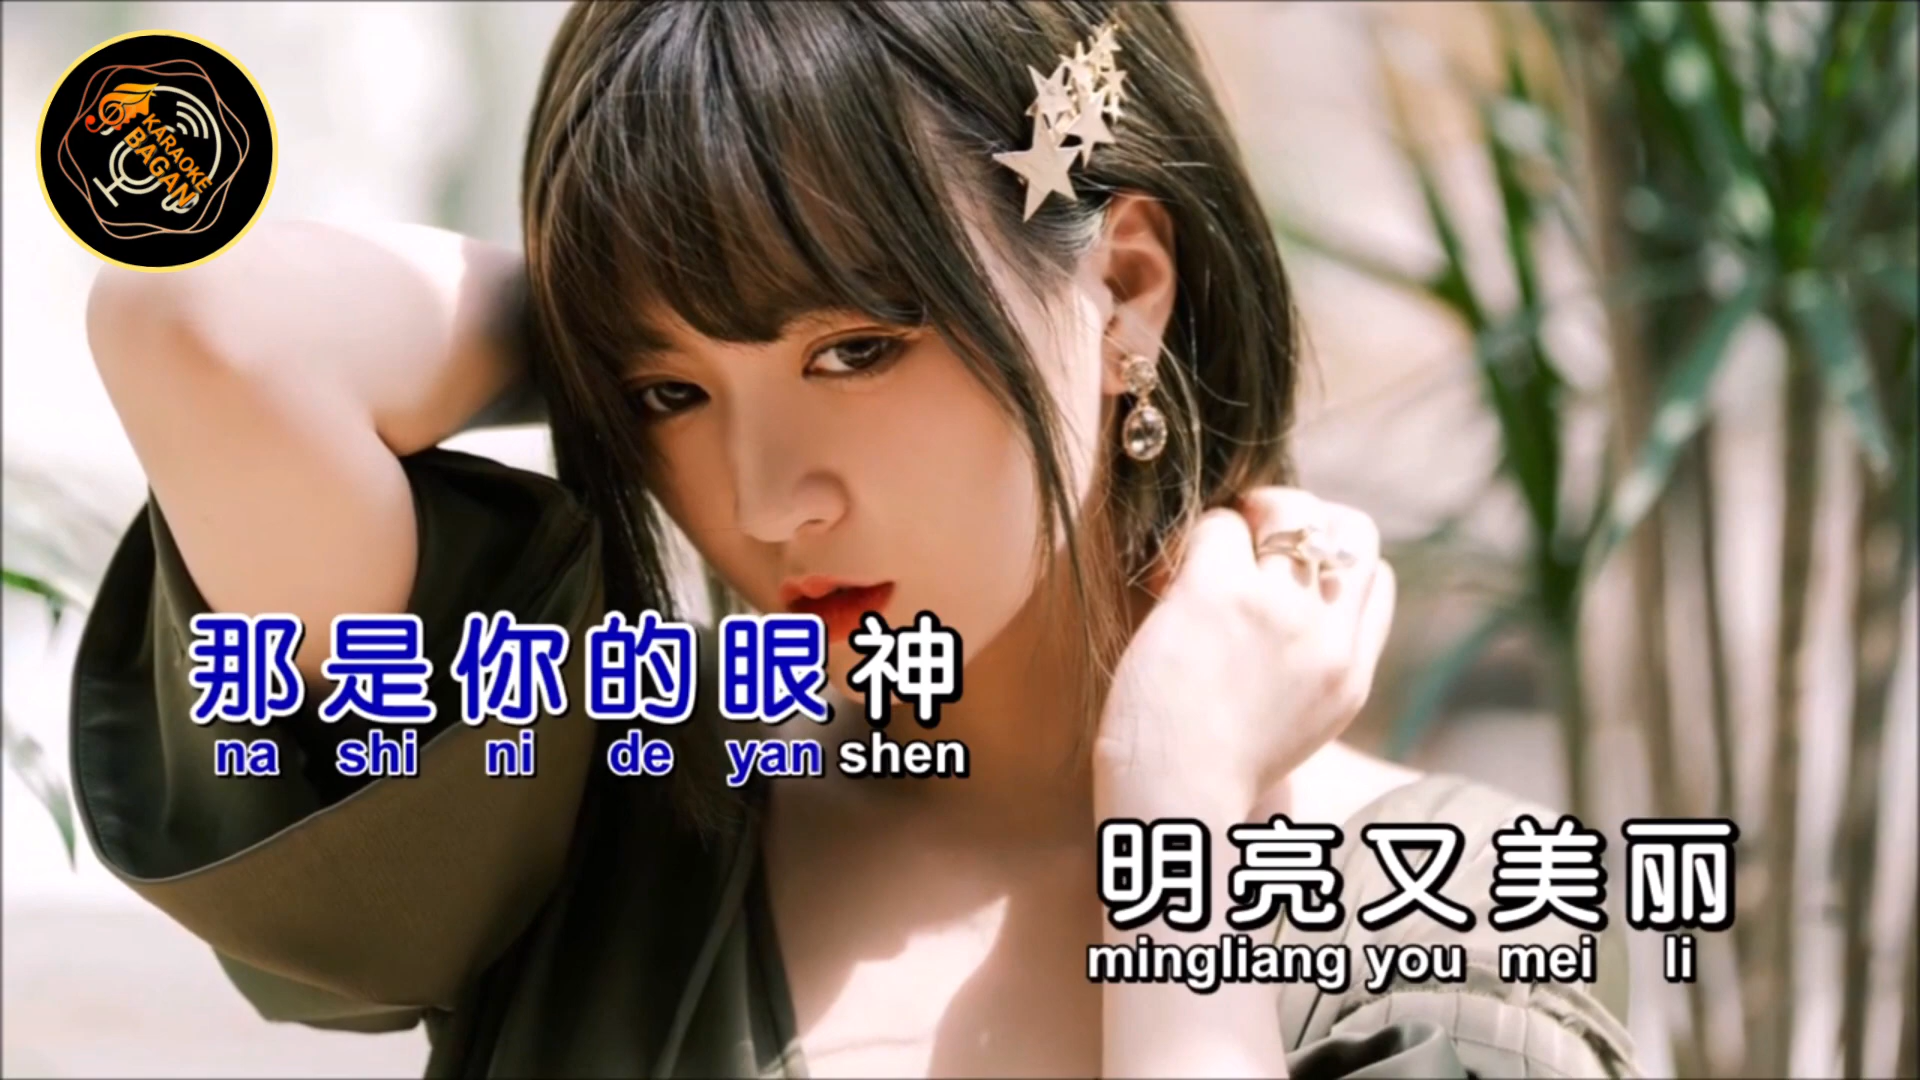 KARAOKE
BAGAN
那是你的眼神
na shi ni de yan shen
明亮又美丽
mingliang you mei li